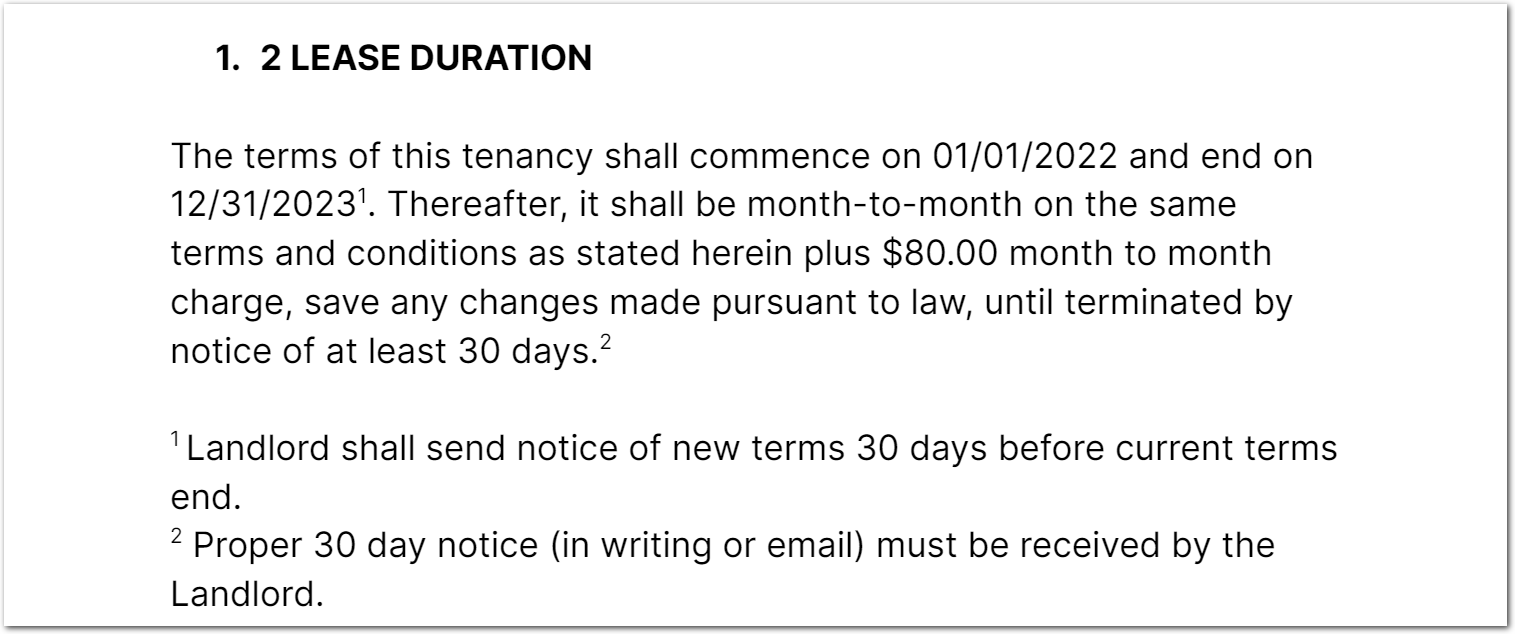 1. 2 LEASE DURATION
The terms of this tenancy shall commence on 01/01/2022 and end on
12/31/2023¹. Thereafter, it shall be month-to-month on the same
terms and conditions as stated herein plus $80.00 month to month
charge, save any changes made pursuant to law, until terminated by
notice of at least 30 days.²
¹ Landlord shall send notice of new terms 30 days before current terms
end.
² Proper 30 day notice (in writing or email) must be received by the
Landlord.